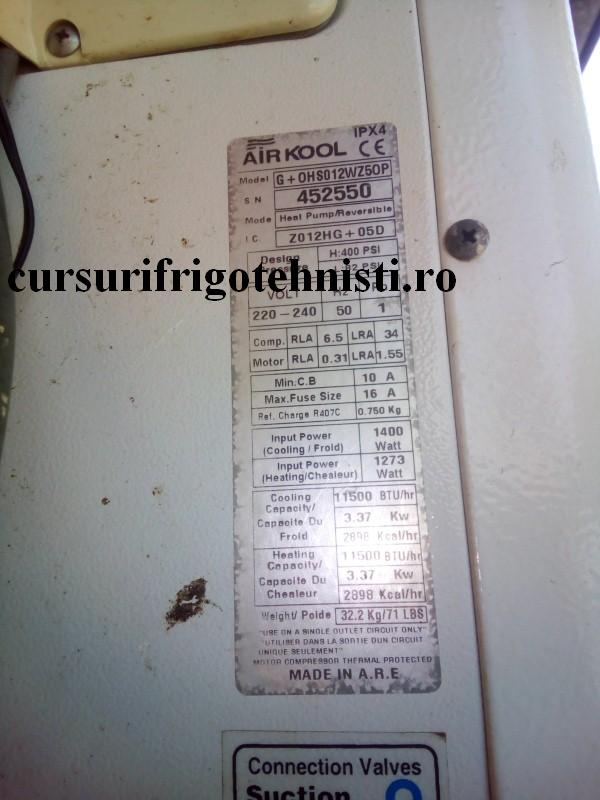 IPX4
AIRKOOL CE
Model G+OHS012WZ5OP
S.N 452550
Mode Heat Pump/Reversible
I.C. Z012HG+05D
Design H:400 PSI
cursurifrigotehnisti.ro
VOLT
220-240 50 1
Comp. RLA 6.5 LRA 34
Motor RLA 0.31 LRA 1.55
Min.C.B 10 A
Max.Fuse Size 16 A
Ref. Charge R407C 0.750 Kg
Input Power 1400
(Cooling / Froid) Watt
Input Power 1273
(Heating/Chealeur) Watt
Cooling 11500 BTU/hr
Capacity/
Capacite Du 3.37 Kw
Froid 2898 Kcal/hr
Heating 11500 BTU/hr
Capacity/
Capacite Du 3.37 Kw
Chealeur 2898 Kcal/hr
Weight/ Poide 32.2 Kg/71 LBS
"USE ON A SINGLE OUTLET CIRCUIT ONLY"
"UTILISER DANS LA SORTIE DUN CIRCUIT
UNIQUE SEULEMENT"
MOTOR COMPRESSOR THERMAL PROTECTED
MADE IN A.R.E
Connection Valves
Suction